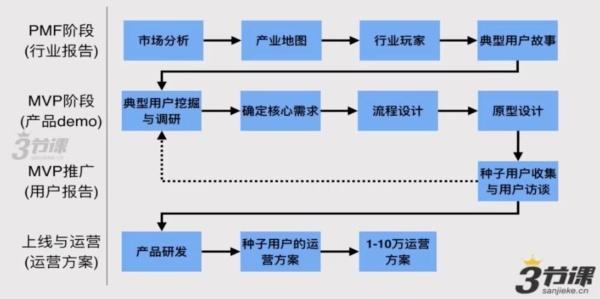 PMF阶段
(行业报告)
市场分析
产业地图
行业玩家
典型用户故事
MVP阶段
(产品demo)
典型用户挖掘
与调研
确定核心需求
流程设计
原型设计
3节课
sanjieke.cn
MVP推广
(用户报告)
种子用户收集
与用户访谈
上线与运营
(运营方案)
产品研发
种子用户的运
营方案
1-10万运营
方案
3节课
sanjieke.cn